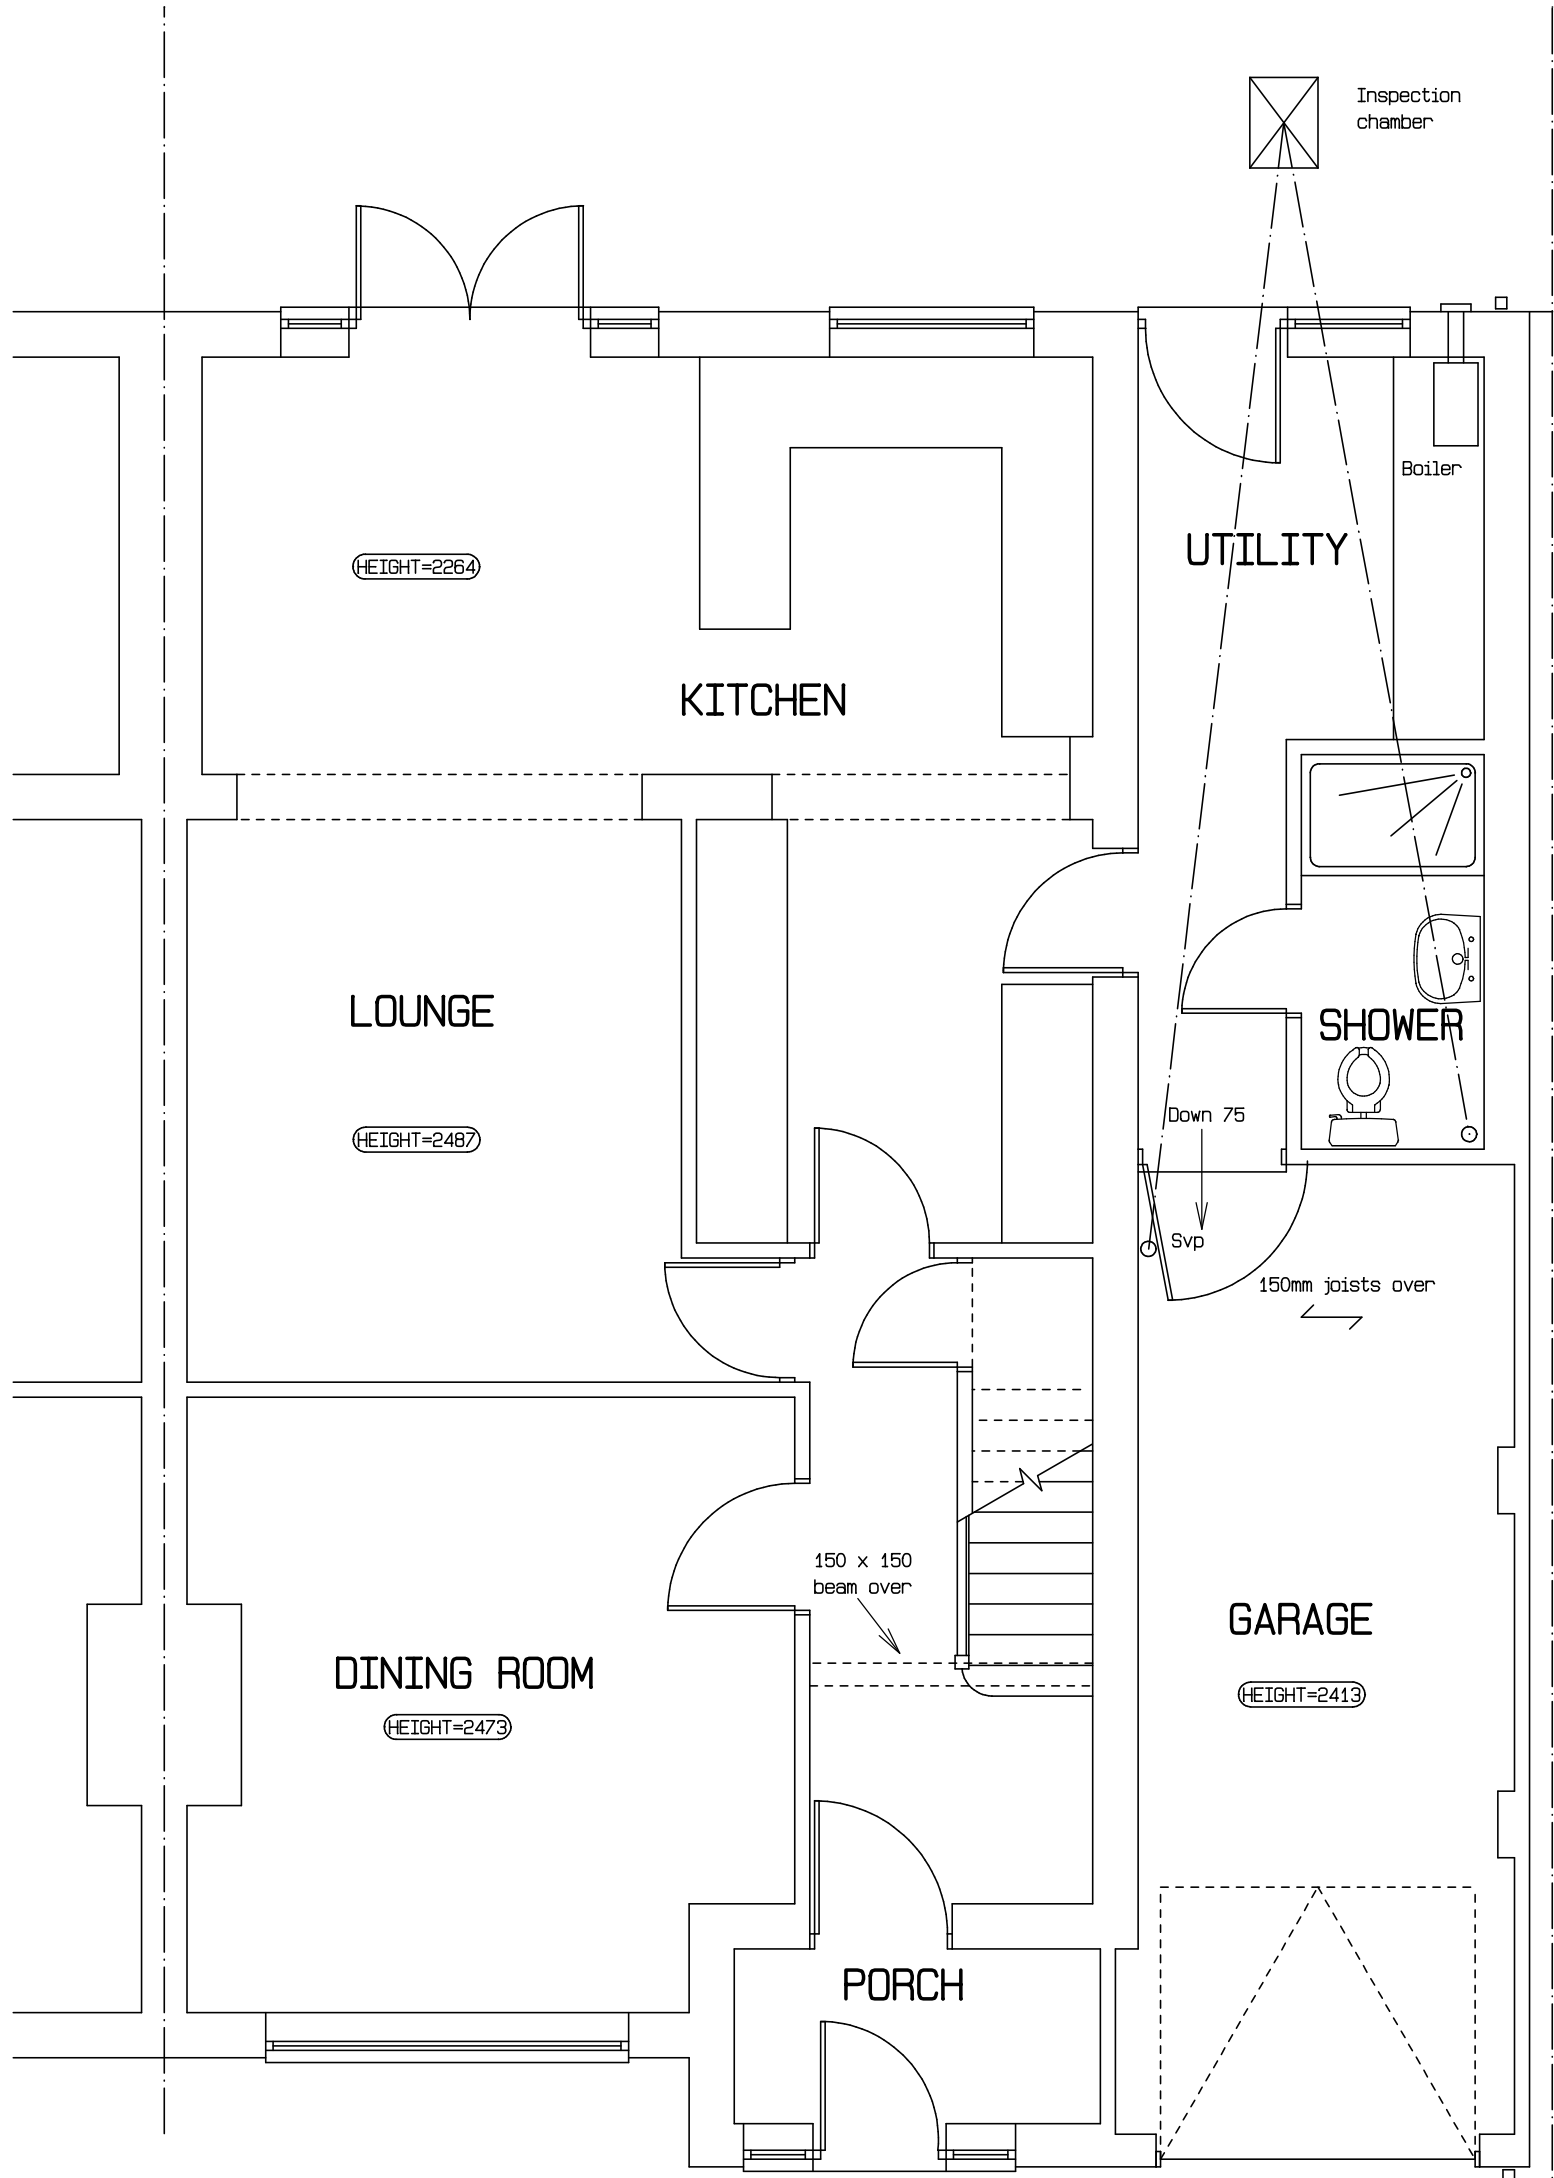 Inspection
chamber
Boiler
UTILITY
HEIGHT=2264
KITCHEN
LOUNGE
SHOWER
HEIGHT=2487
Down 75
Svp
150mm joists over
150 x 150
beam over
GARAGE
DINING ROOM
HEIGHT=2413
HEIGHT=2473
PORCH